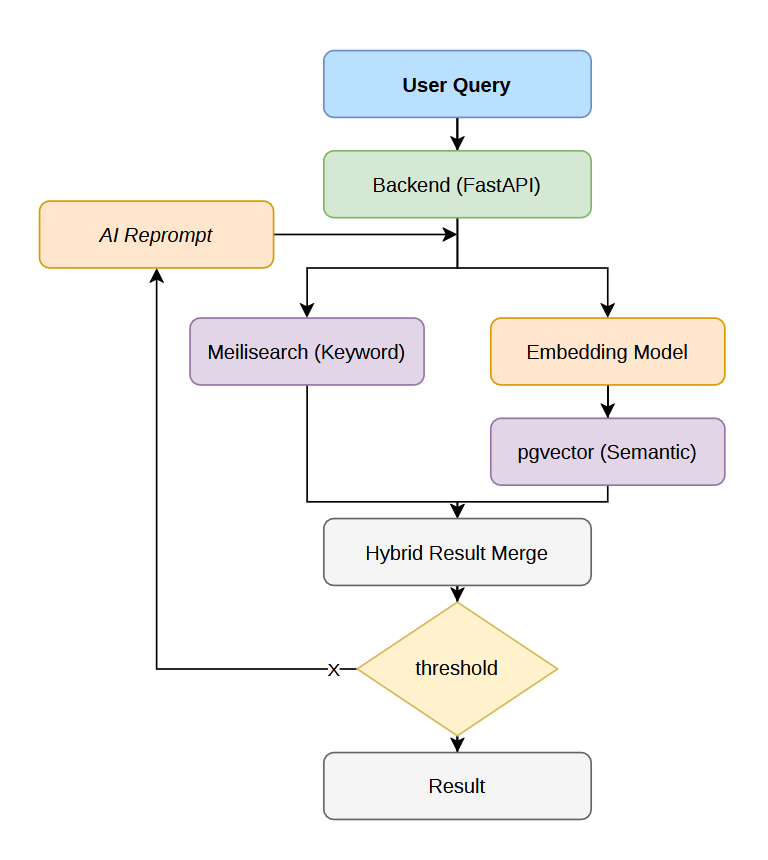 User Query
Backend (FastAPI)
AI Reprompt
Meilisearch (Keyword)
Embedding Model
pgvector (Semantic)
Hybrid Result Merge
X
threshold
Result